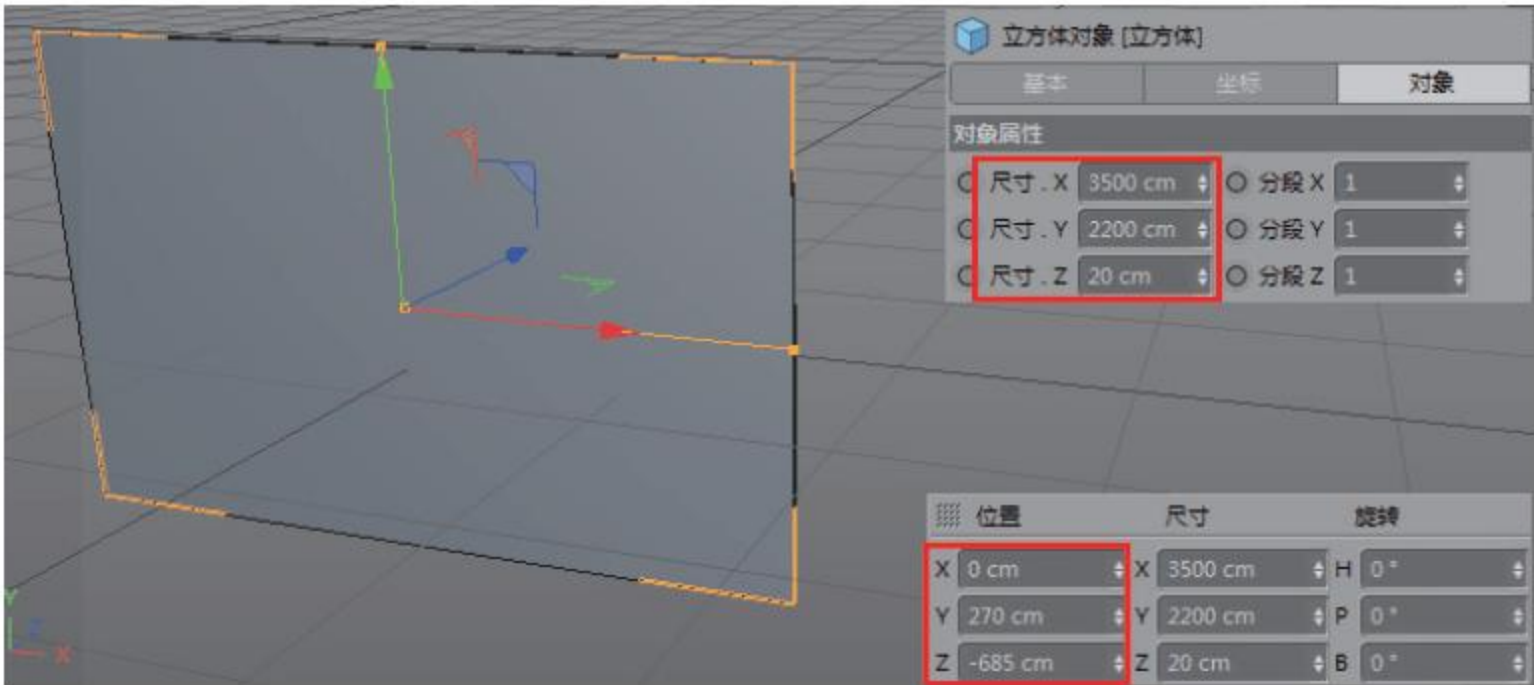 立方体对象 [立方体]
基本 坐标 对象
对象属性
尺寸 . X 3500 cm 分段 X 1
尺寸 . Y 2200 cm 分段 Y 1
尺寸 . Z 20 cm 分段 Z 1
位置 尺寸 旋转
X 0 cm X 3500 cm H 0 °
Y 270 cm Y 2200 cm P 0 °
Z -685 cm Z 20 cm B 0 °
Y
Z
X